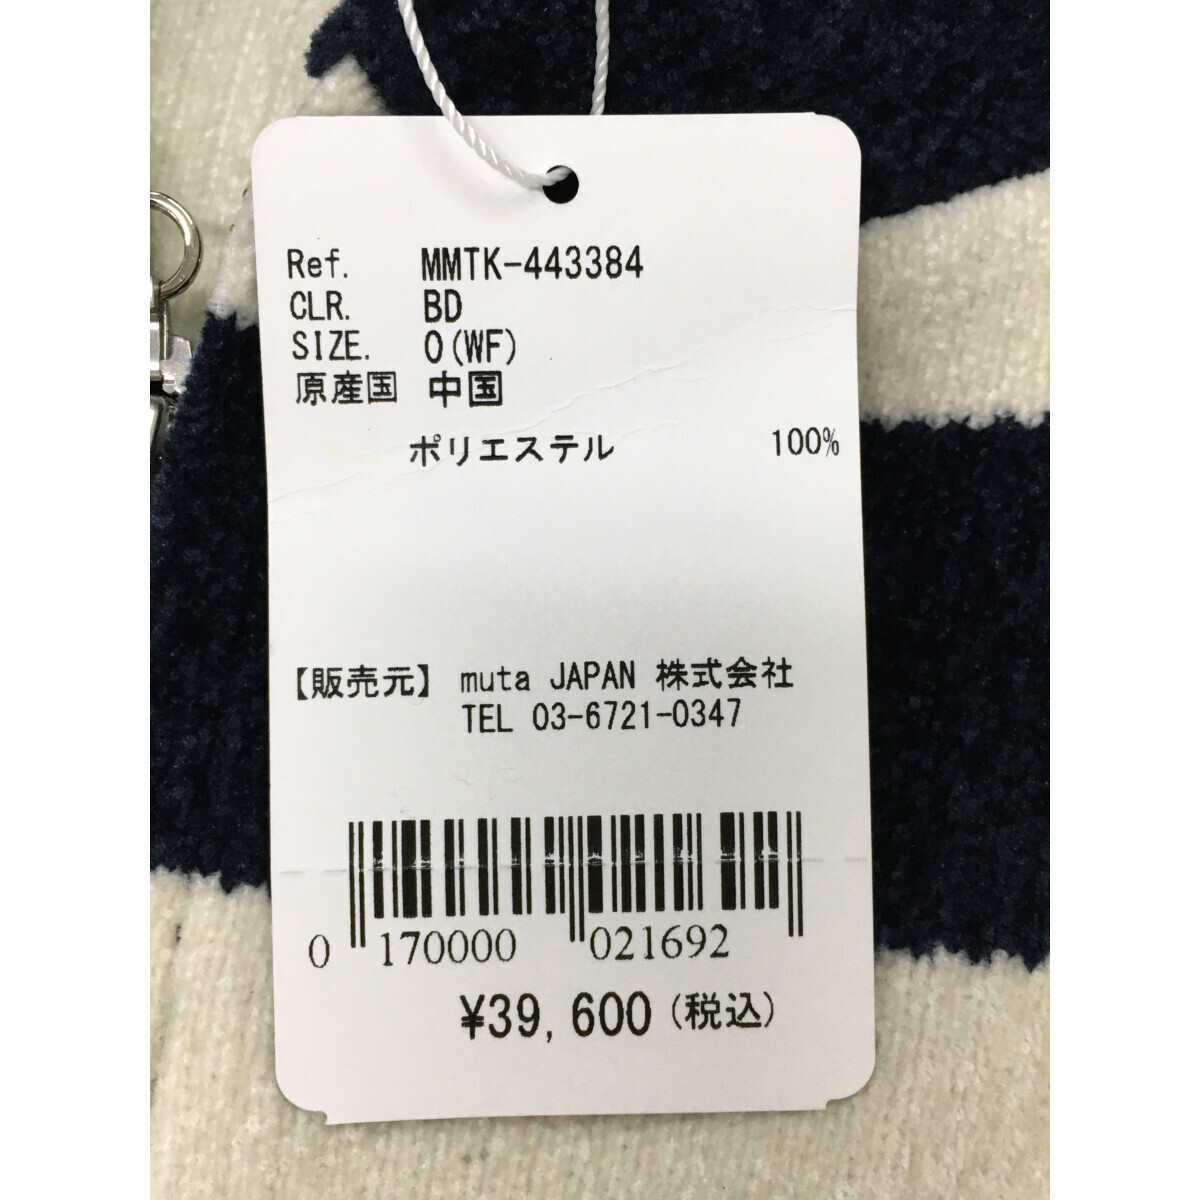 Ref. MMTK-443384
CLR. BD
SIZE. 0(WF)
原産国 中国
ポリエステル 100%
【販売元】 muta JAPAN 株式会社
TEL 03-6721-0347
0 170000 021692
¥39,600(税込)